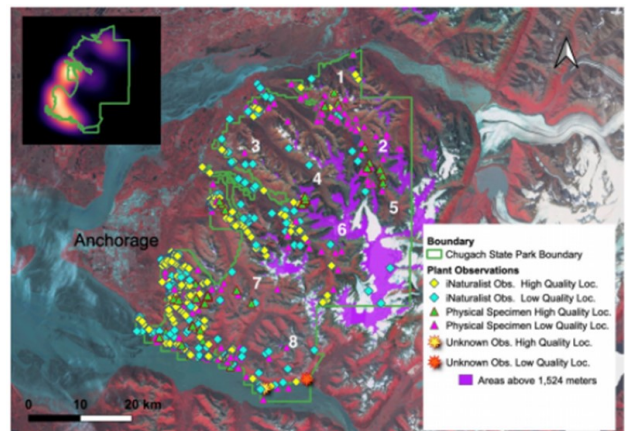 1
2
3
4
5
6
7
8
Anchorage
Boundary
Chugach State Park Boundary
Plant Observations
iNaturalist Obs. High Quality Loc.
iNaturalist Obs. Low Quality Loc.
Physical Specimen High Quality Loc.
Physical Specimen Low Quality Loc.
Unknown Obs. High Quality Loc.
Unknown Obs. Low Quality Loc.
Areas above 1,524 meters
0 10 20 km